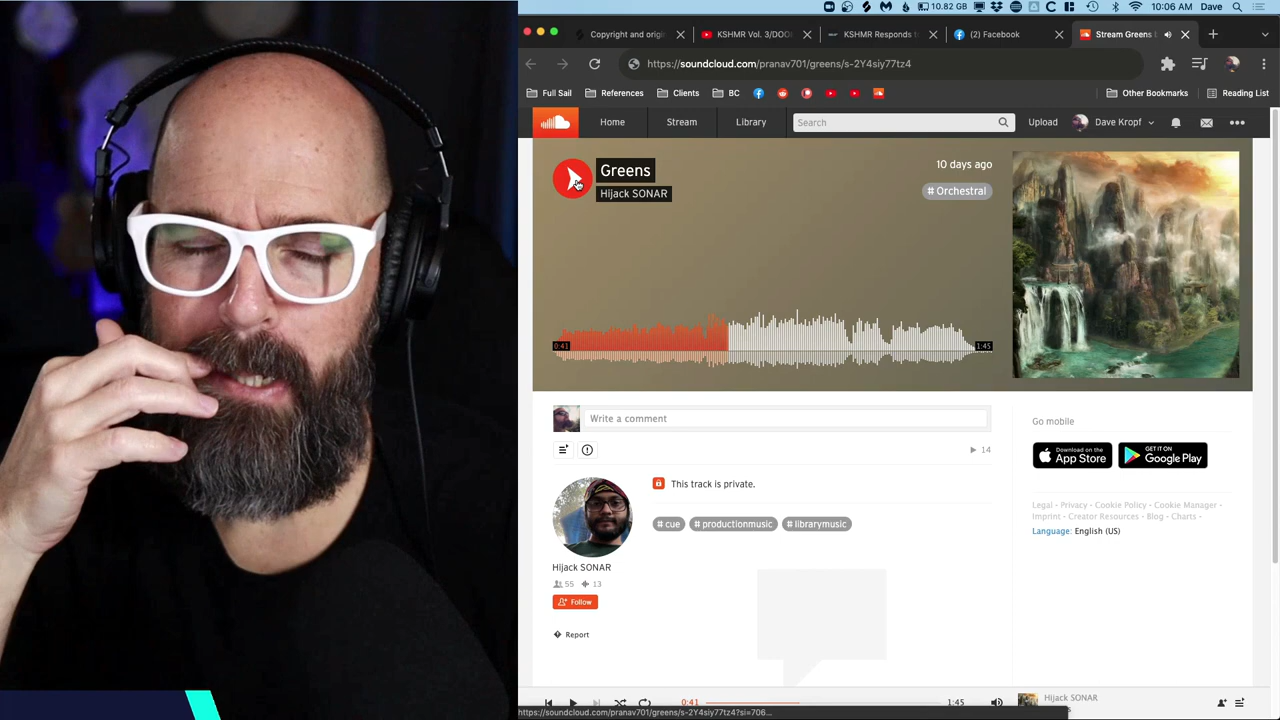 10.82 GB 10:06 AM Dave
Copyright and origi
KSHMR Vol. 3/DOO
KSHMR Responds t
(2) Facebook
Stream Greens
https://soundcloud.com/pranav701/greens/s-2Y4siy77tz4
Full Sail References Clients BC Other Bookmarks Reading List
Home Stream Library Search Upload Dave Kropf
Greens
Hijack SONAR
10 days ago
# Orchestral
0:41 1:45
Write a comment
14
This track is private.
# cue # productionmusic # librarymusic
Hijack SONAR
55 13
Follow
Report
Go mobile
Download on the App Store
GET IT ON Google Play
Legal - Privacy - Cookie Policy - Cookie Manager -
Imprint - Creator Resources - Blog - Charts -
Language: English (US)
0:41 1:45
Hijack SONAR
https://soundcloud.com/pranav701/greens/s-2Y4siy77tz4?si=706...